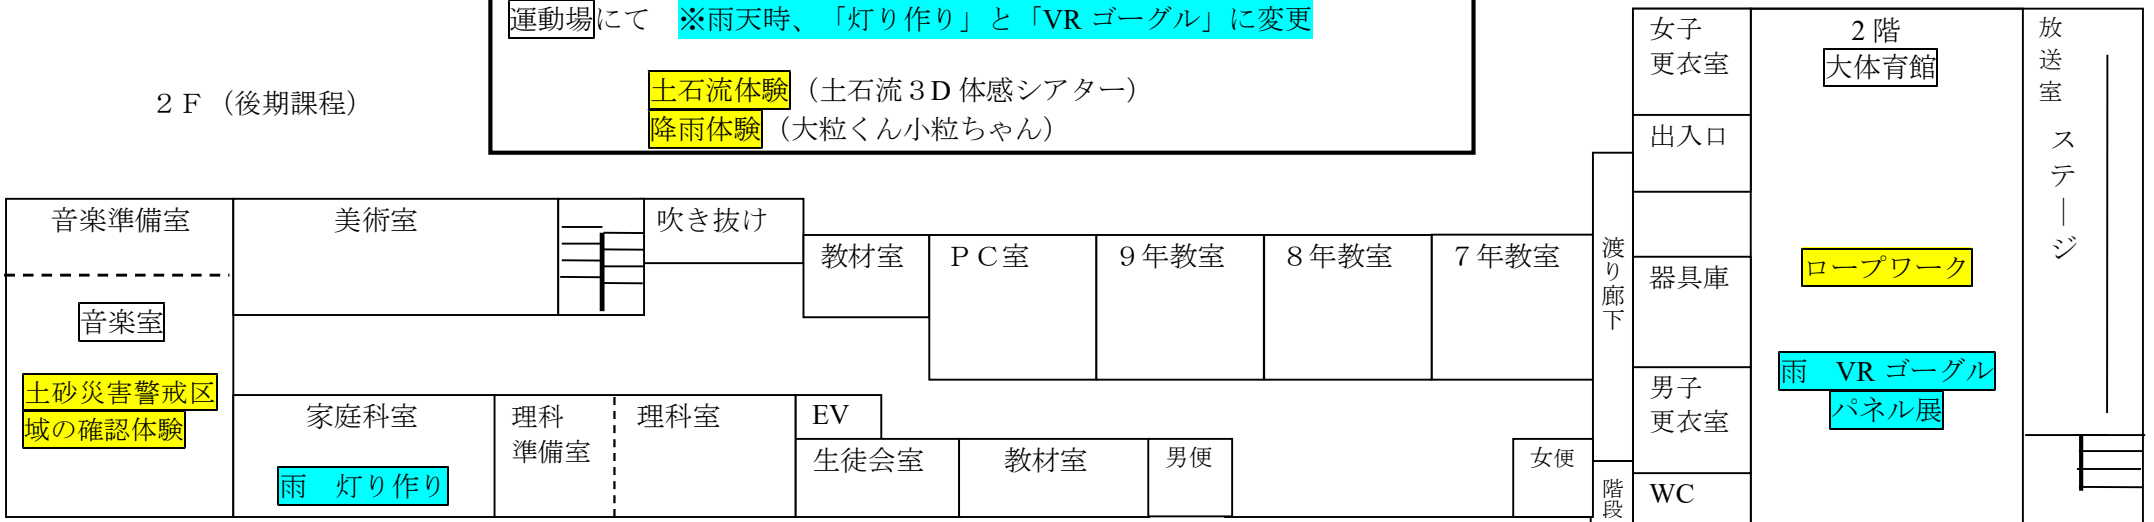 運動場にて　※雨天時、「灯り作り」と「VR ゴーグル」に変更
土石流体験（土石流３D 体感シアター）
降雨体験（大粒くん小粒ちゃん）
２Ｆ（後期課程）
音楽準備室
美術室
吹き抜け
教材室
ＰＣ室
９年教室
８年教室
７年教室
音楽室
土砂災害警戒区
域の確認体験
家庭科室
雨　灯り作り
理科
準備室
理科室
EV
生徒会室
教材室
男便
女便
渡り廊下
階段
女子
更衣室
出入口
器具庫
男子
更衣室
WC
２階
大体育館
ロープワーク
雨　VR ゴーグル
パネル展
放送室
ステージ